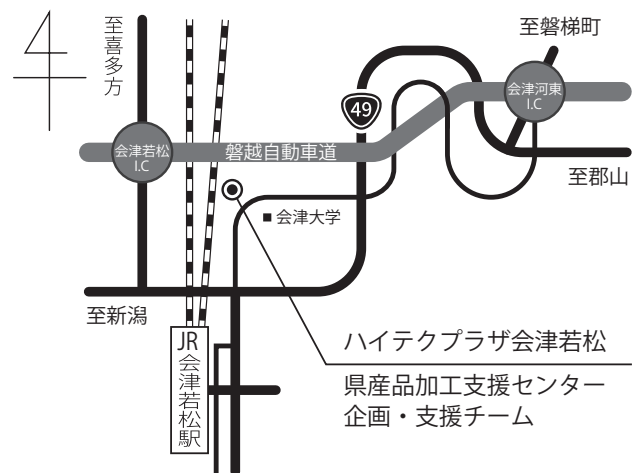 至喜多方
至磐梯町
会津河東
I.C
49
会津若松
I.C
磐越自動車道
至郡山
会津大学
至新潟
JR会津若松駅
ハイテクプラザ会津若松
県産品加工支援センター
企画・支援チーム